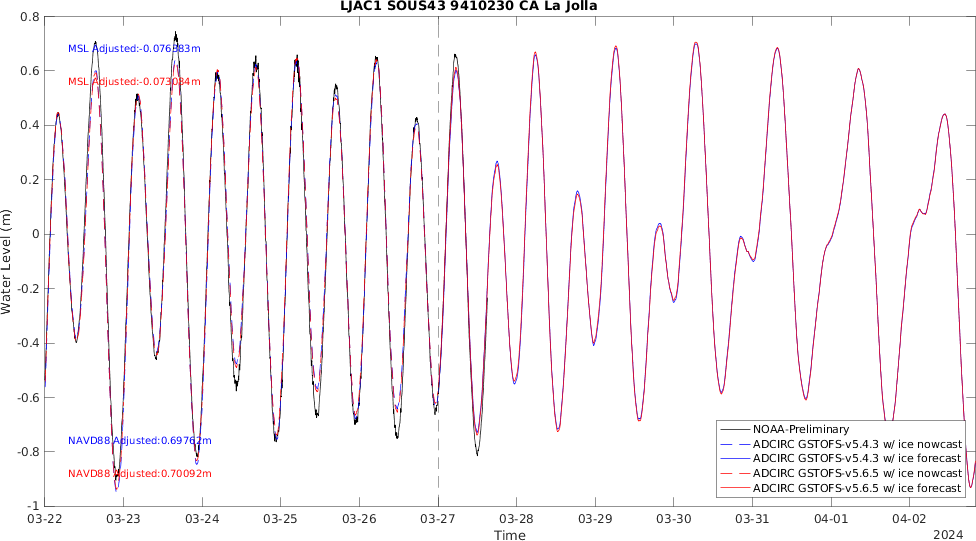 LJAC1 SOUS43 9410230 CA La Jolla
0.8
0.6
0.4
0.2
0
-0.2
-0.4
-0.6
-0.8
-1
Water Level (m)
MSL Adjusted:-0.076383m
MSL Adjusted:-0.073034m
NAVD88 Adjusted:0.69762m
NAVD88 Adjusted:0.70092m
NOAA-Preliminary
ADCIRC GSTOFS-v5.4.3 w/ ice nowcast
ADCIRC GSTOFS-v5.4.3 w/ ice forecast
ADCIRC GSTOFS-v5.6.5 w/ ice nowcast
ADCIRC GSTOFS-v5.6.5 w/ ice forecast
03-22 03-23 03-24 03-25 03-26 03-27 03-28 03-29 03-30 03-31 04-01 04-02
Time
2024